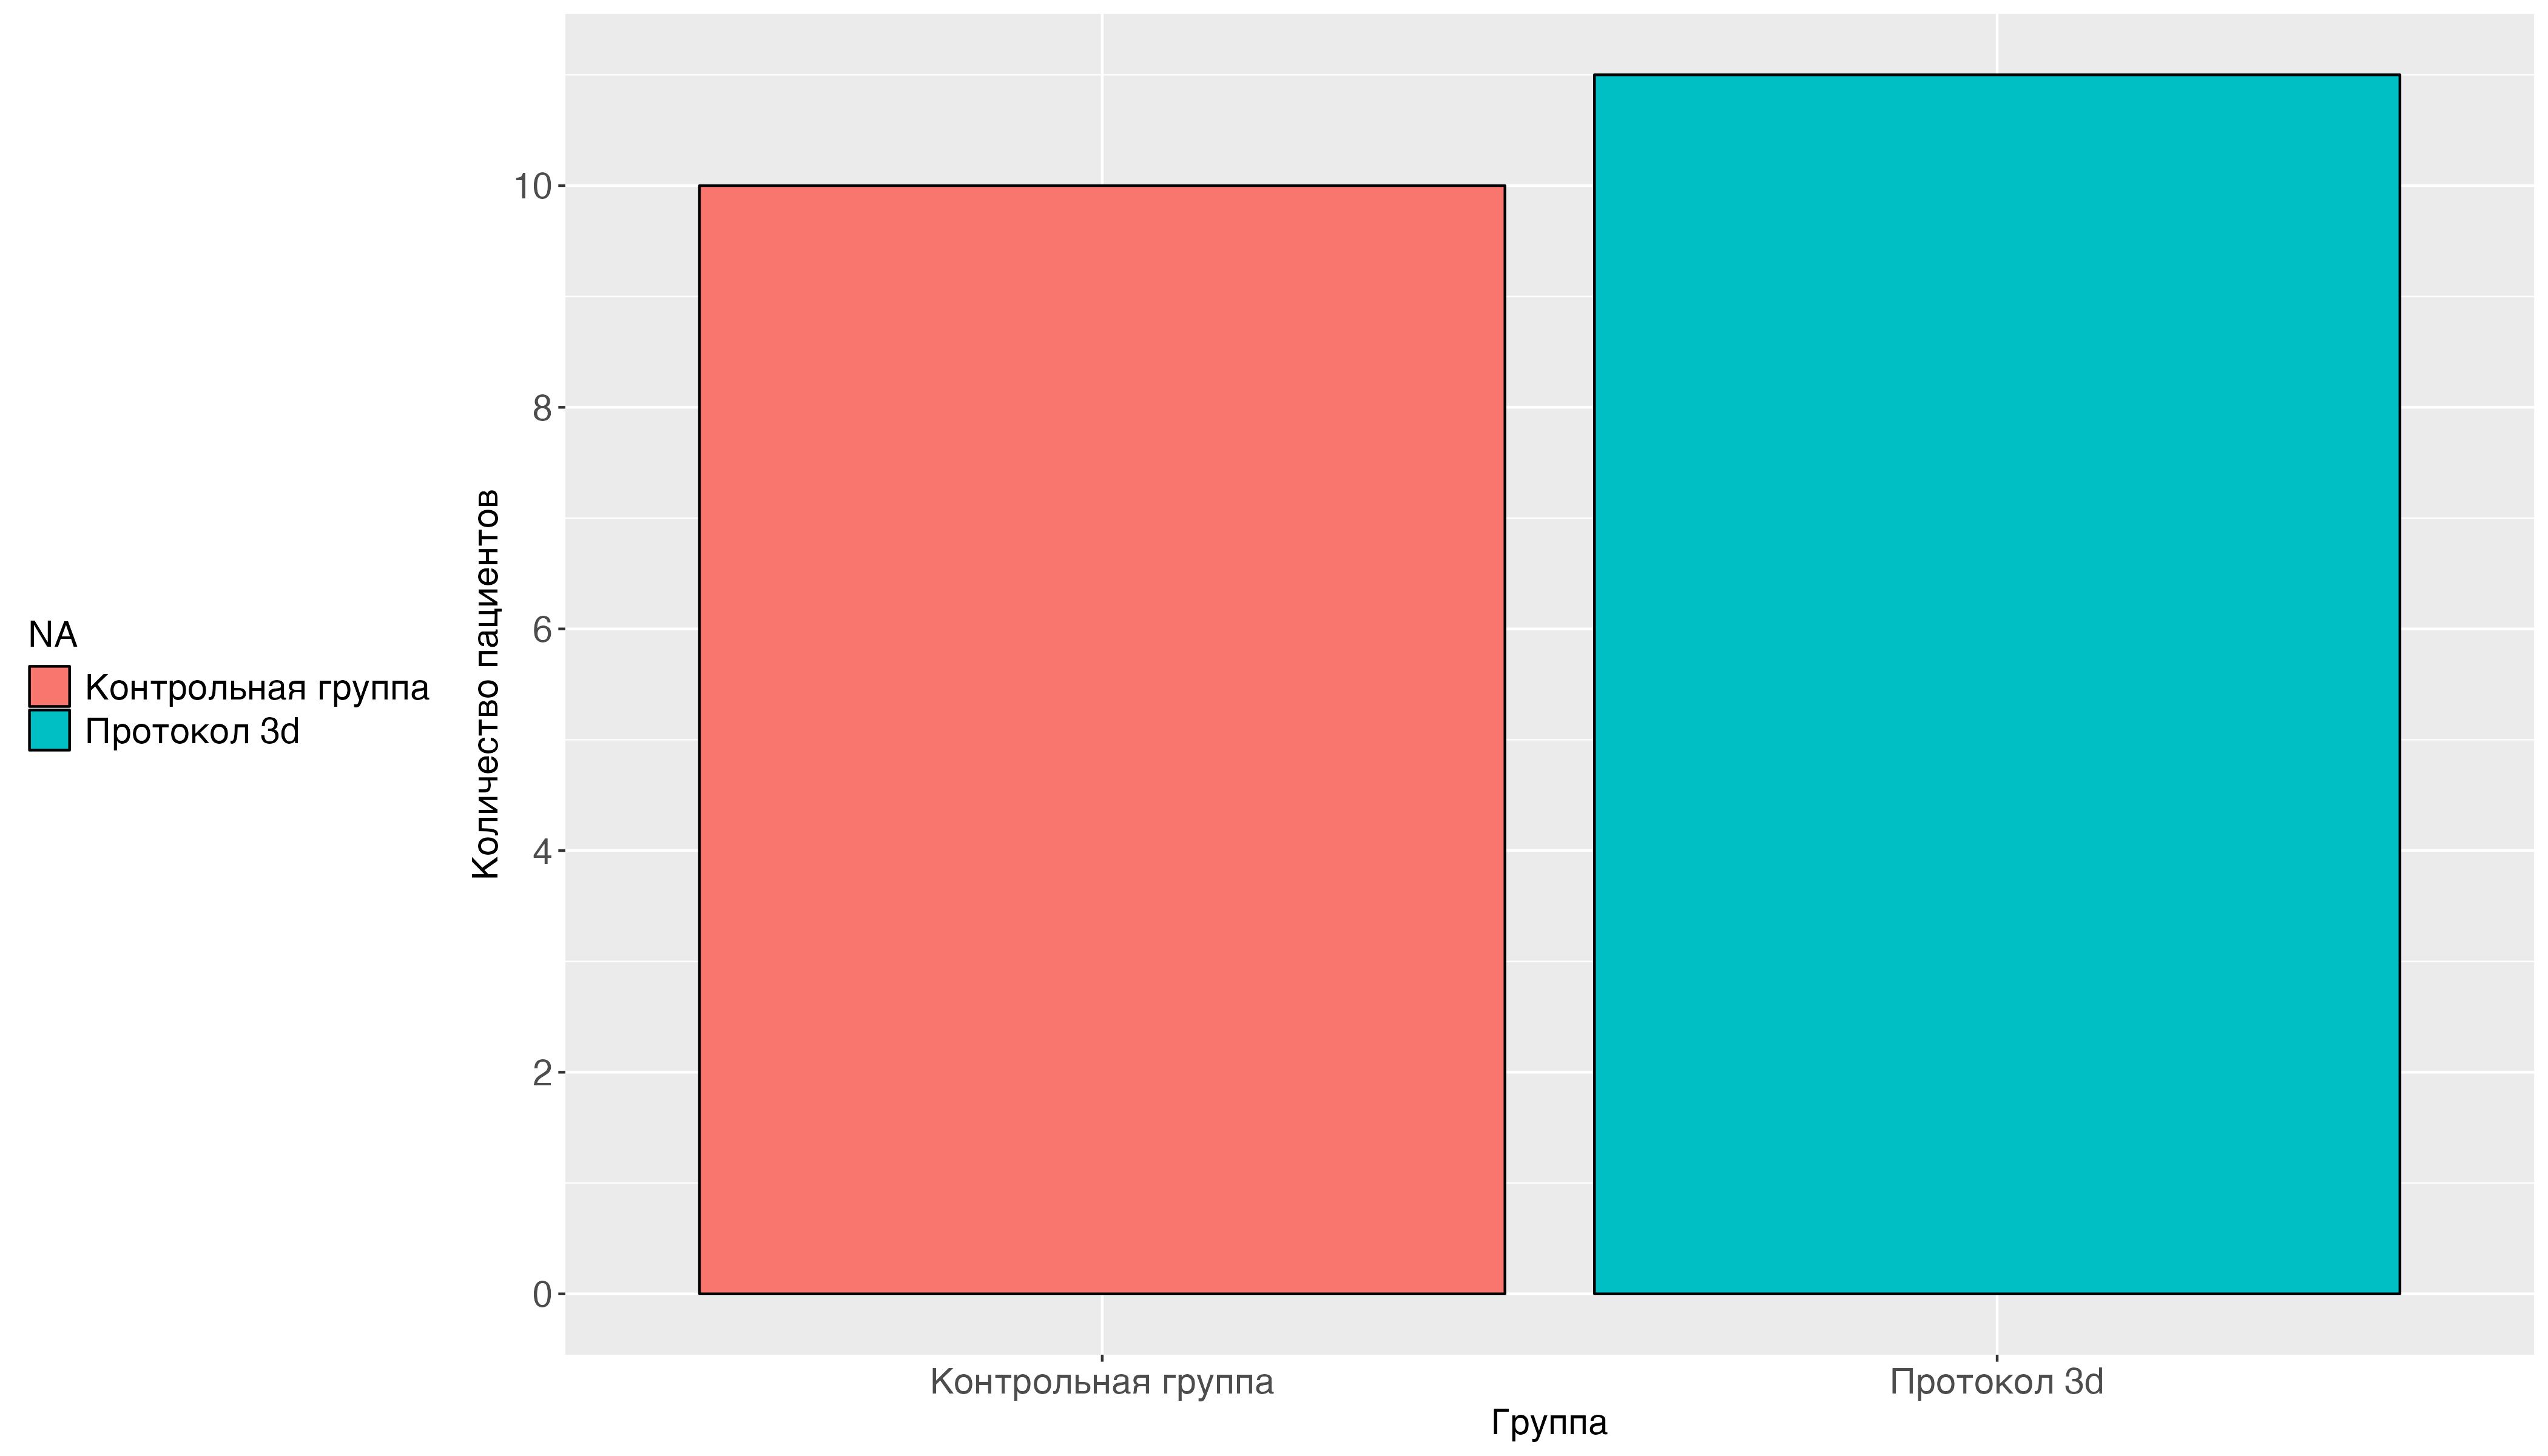 NA
Контрольная группа
Протокол 3d
Количество пациентов
10
8
6
4
2
0
Контрольная группа
Протокол 3d
Группа